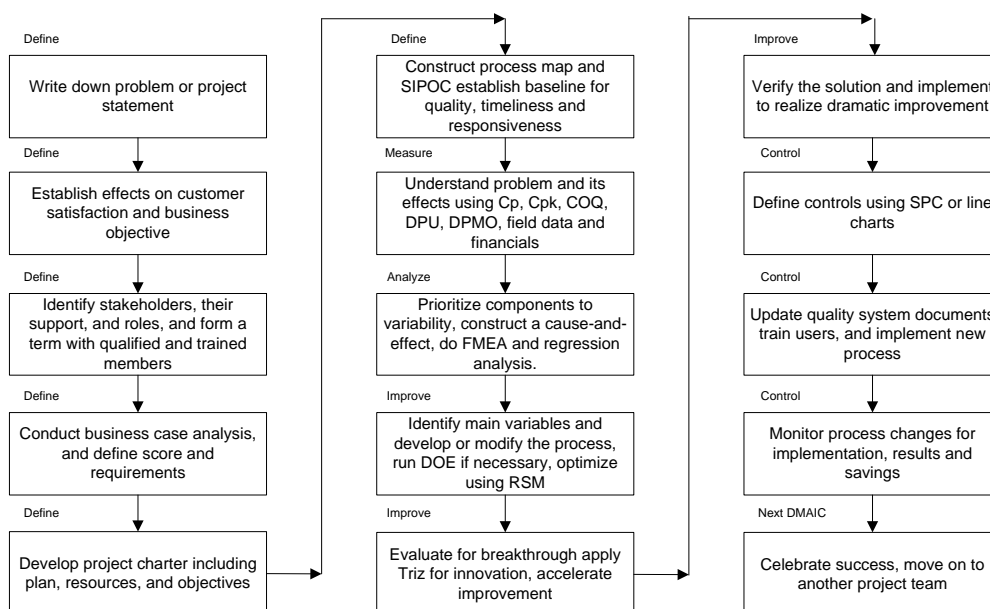 Define
Write down problem or project
statement
Define
Establish effects on customer
satisfaction and business
objective
Define
Identify stakeholders, their
support, and roles, and form a
term with qualified and trained
members
Define
Conduct business case analysis,
and define score and
requirements
Define
Develop project charter including
plan, resources, and objectives
Define
Construct process map and
SIPOC establish baseline for
quality, timeliness and
responsiveness
Measure
Understand problem and its
effects using Cp, Cpk, COQ,
DPU, DPMO, field data and
financials
Analyze
Prioritize components to
variability, construct a cause-and-
effect, do FMEA and regression
analysis.
Improve
Identify main variables and
develop or modify the process,
run DOE if necessary, optimize
using RSM
Improve
Evaluate for breakthrough apply
Triz for innovation, accelerate
improvement
Improve
Verify the solution and implement
to realize dramatic improvement
Control
Define controls using SPC or line
charts
Control
Update quality system documents
train users, and implement new
process
Control
Monitor process changes for
implementation, results and
savings
Next DMAIC
Celebrate success, move on to
another project team